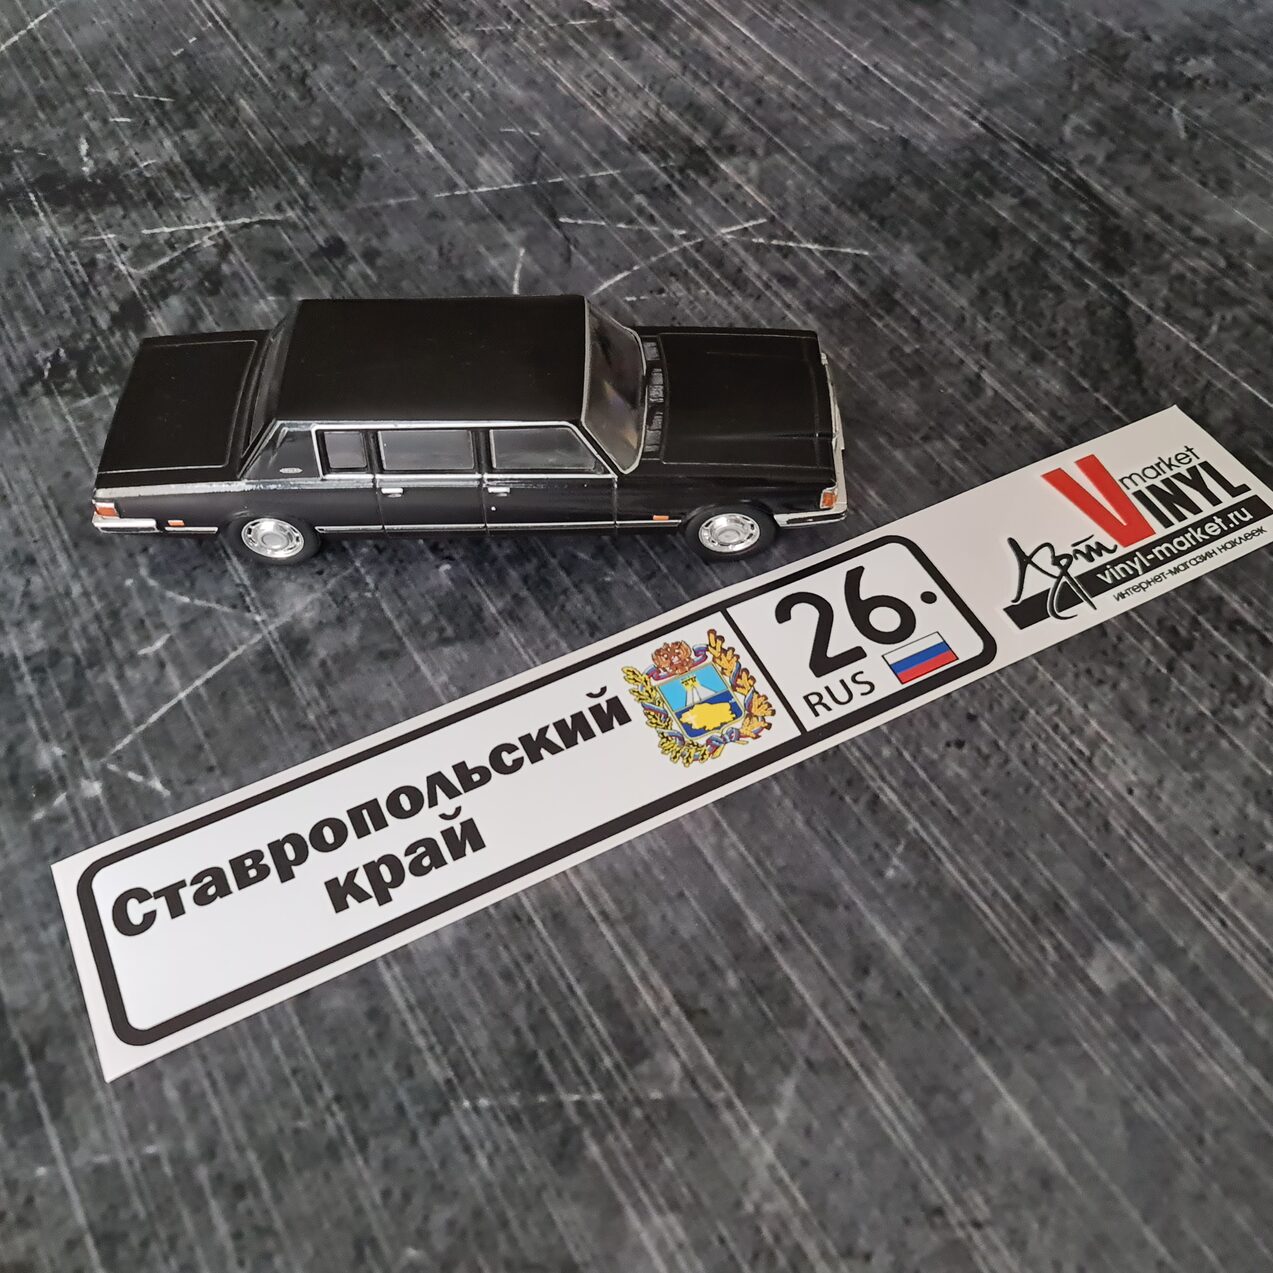 Ставропольский
край
26
RUS
market
VINYL
Арт
vinyl-market.ru
интернет-магазин наклеек